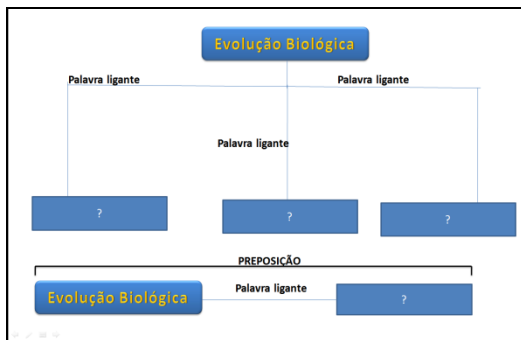 Evolução Biológica
Palavra ligante
Palavra ligante
Palavra ligante
?
?
?
PREPOSIÇÃO
Evolução Biológica
Palavra ligante
?